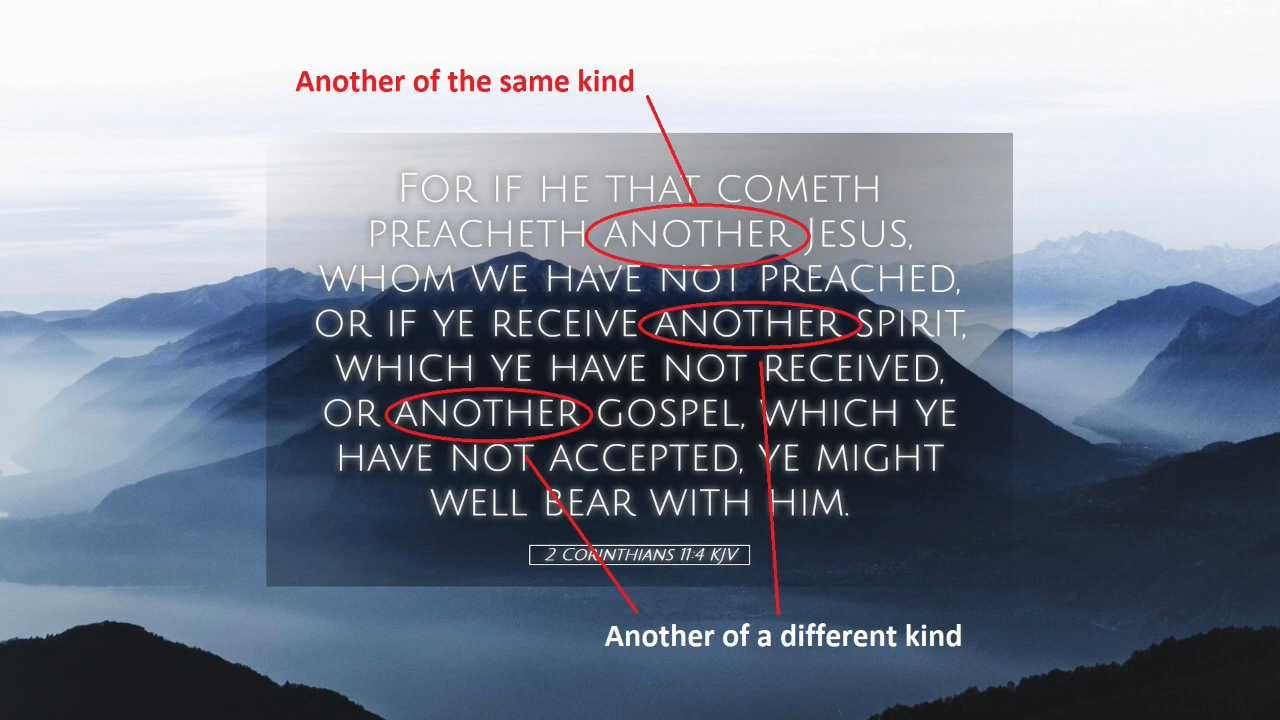 Another of the same kind
For if he that cometh
preacheth another Jesus,
whom we have not preached,
or if ye receive another spirit,
which ye have not received,
or another gospel, which ye
have not accepted, ye might
well bear with him.
2 Corinthians 11:4 KJV
Another of a different kind